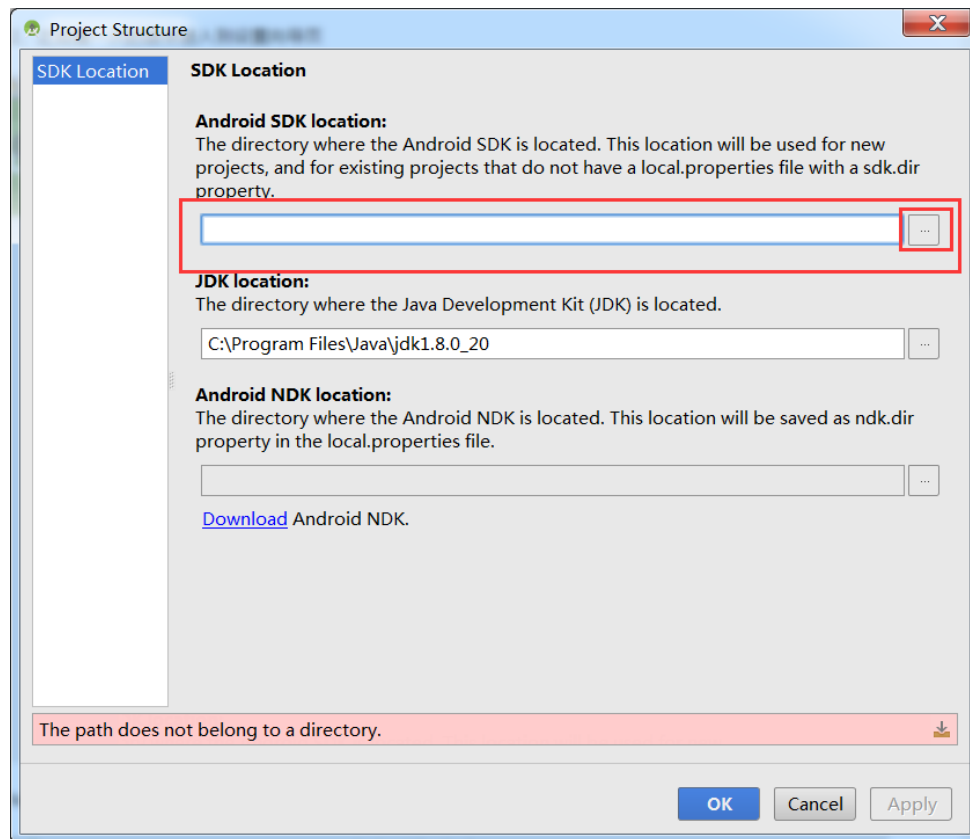 Project Structure
SDK Location
SDK Location
Android SDK location:
The directory where the Android SDK is located. This location will be used for new
projects, and for existing projects that do not have a local.properties file with a sdk.dir
property.
...
JDK location:
The directory where the Java Development Kit (JDK) is located.
C:\Program Files\Java\jdk1.8.0_20
...
Android NDK location:
The directory where the Android NDK is located. This location will be saved as ndk.dir
property in the local.properties file.
...
Download Android NDK.
The path does not belong to a directory.
OK
Cancel
Apply